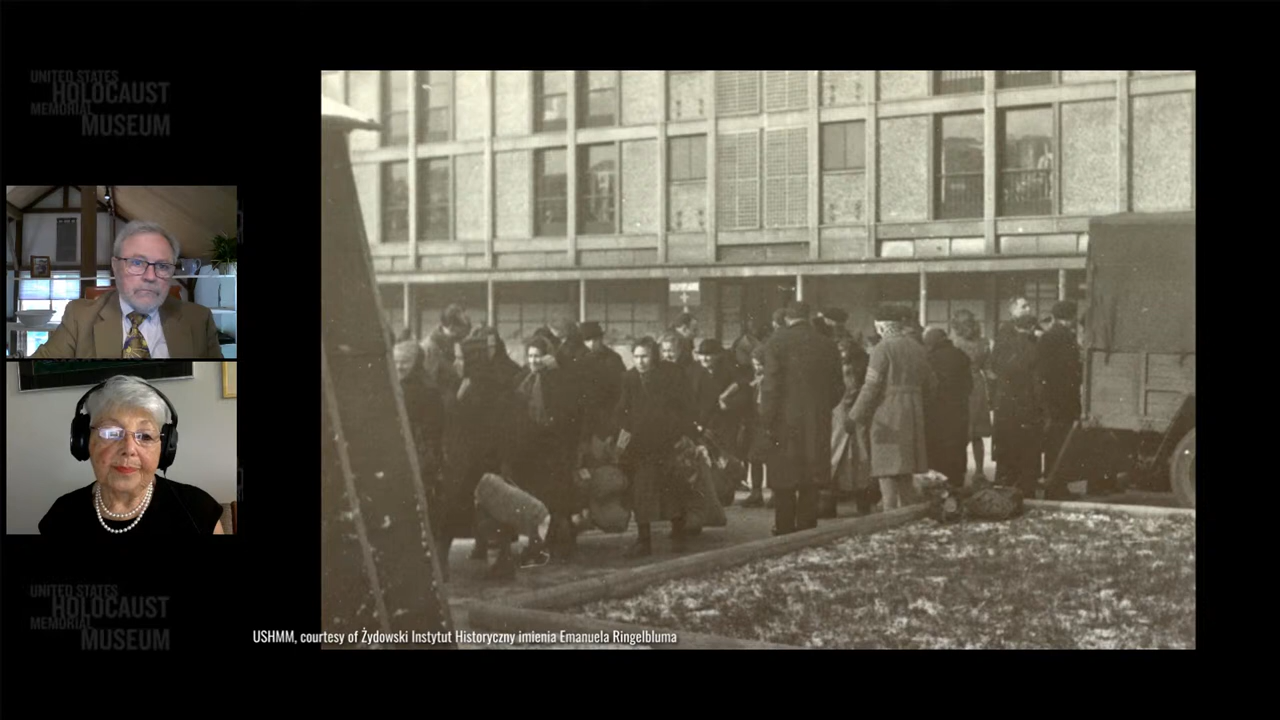 UNITED STATES
HOLOCAUST
MEMORIAL
MUSEUM
USHMM, courtesy of Żydowski Instytut Historyczny imienia Emanuela Ringelbluma
UNITED STATES
HOLOCAUST
MEMORIAL
MUSEUM